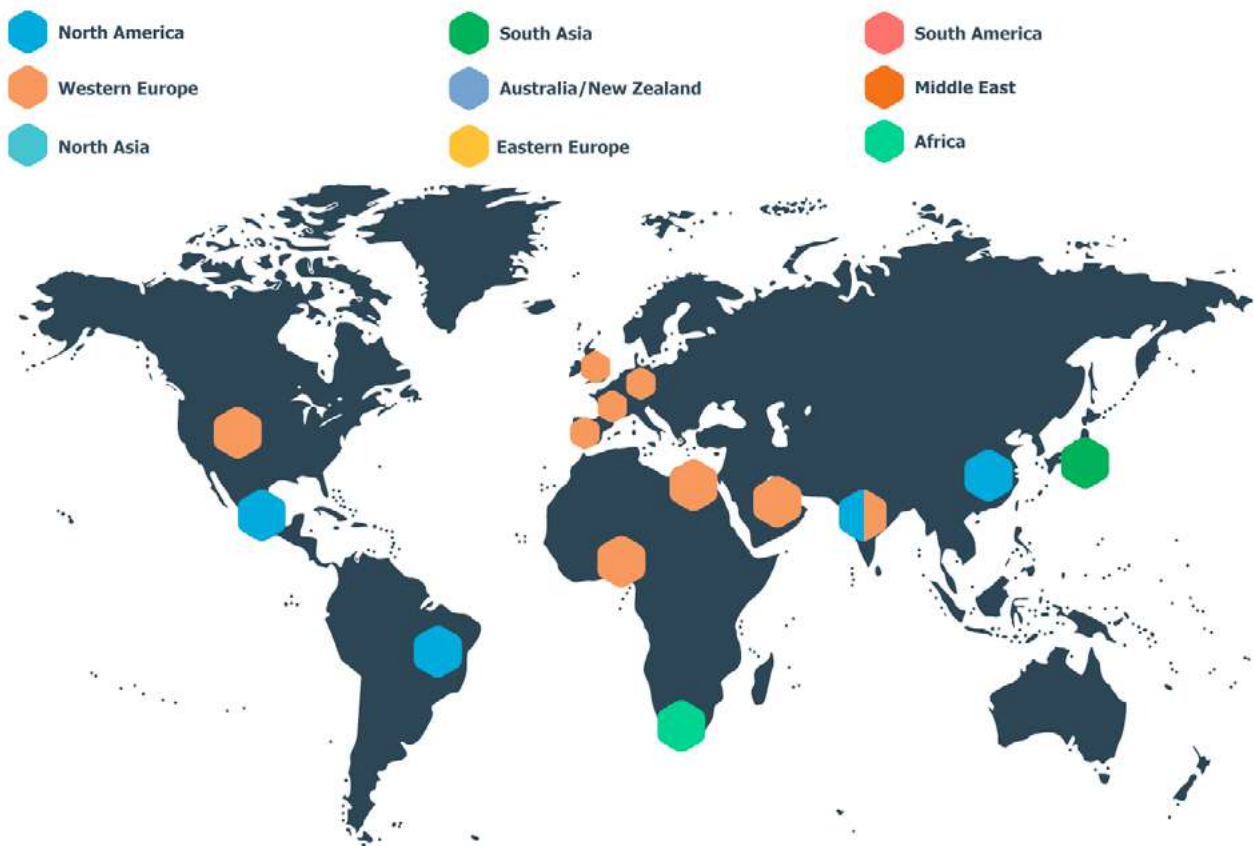 North America
South Asia
South America
Western Europe
Australia/New Zealand
Middle East
North Asia
Eastern Europe
Africa